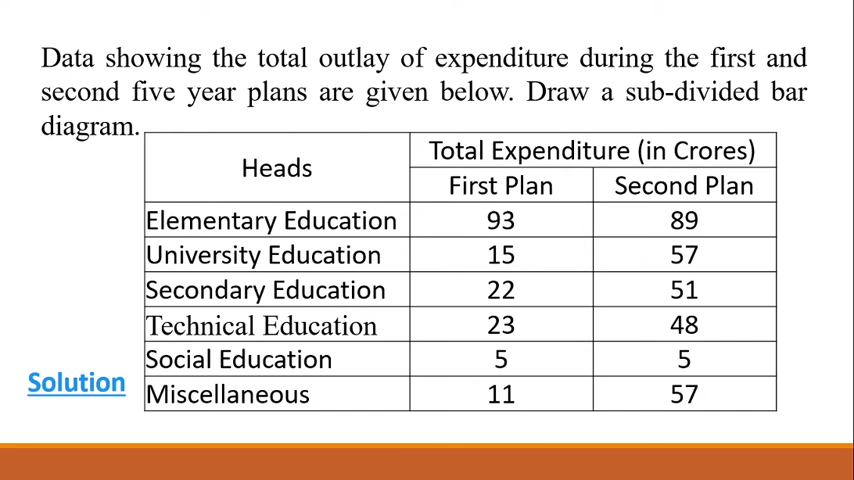 Data showing the total outlay of expenditure during the first and
second five year plans are given below. Draw a sub-divided bar
diagram.
Heads
Total Expenditure (in Crores)
First Plan Second Plan
Elementary Education 93 89
University Education 15 57
Secondary Education 22 51
Technical Education 23 48
Social Education 5 5
Solution
Miscellaneous 11 57